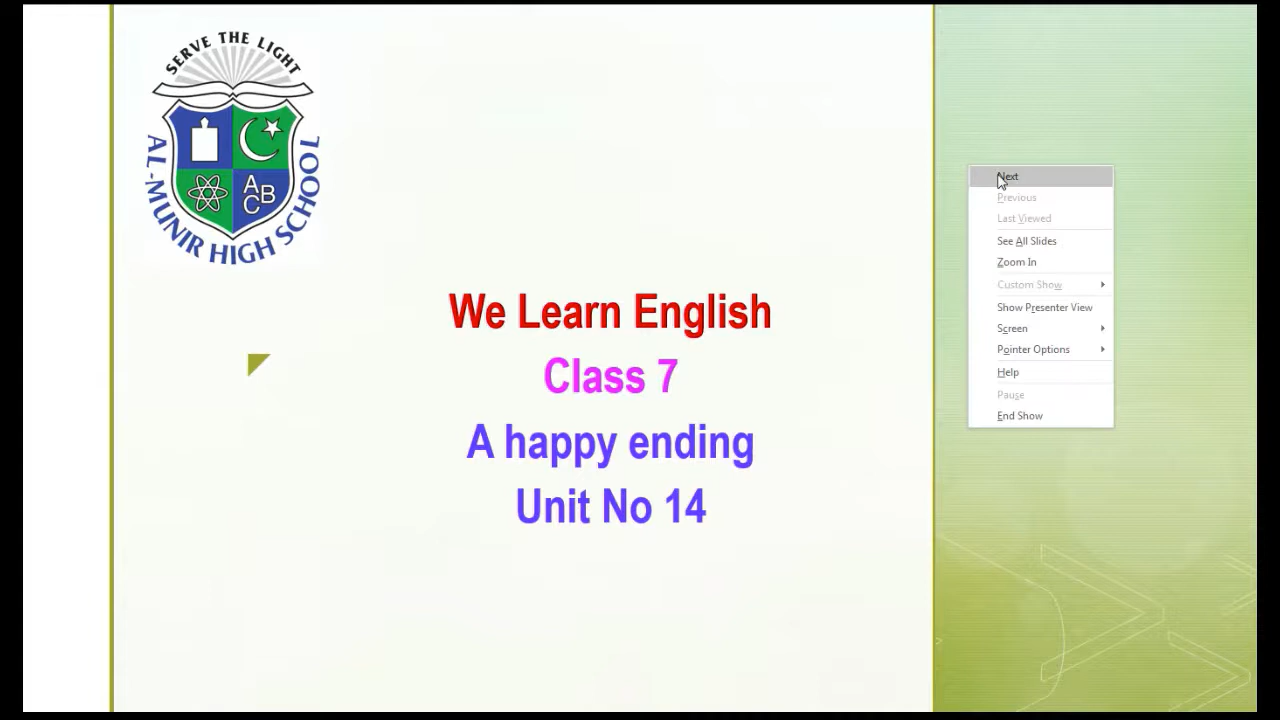 SERVE THE LIGHT
A
B
C
AL-MUNIR HIGH SCHOOL
We Learn English
Class 7
A happy ending
Unit No 14
Next
Previous
Last Viewed
See All Slides
Zoom In
Custom Show
Show Presenter View
Screen
Pointer Options
Help
Pause
End Show